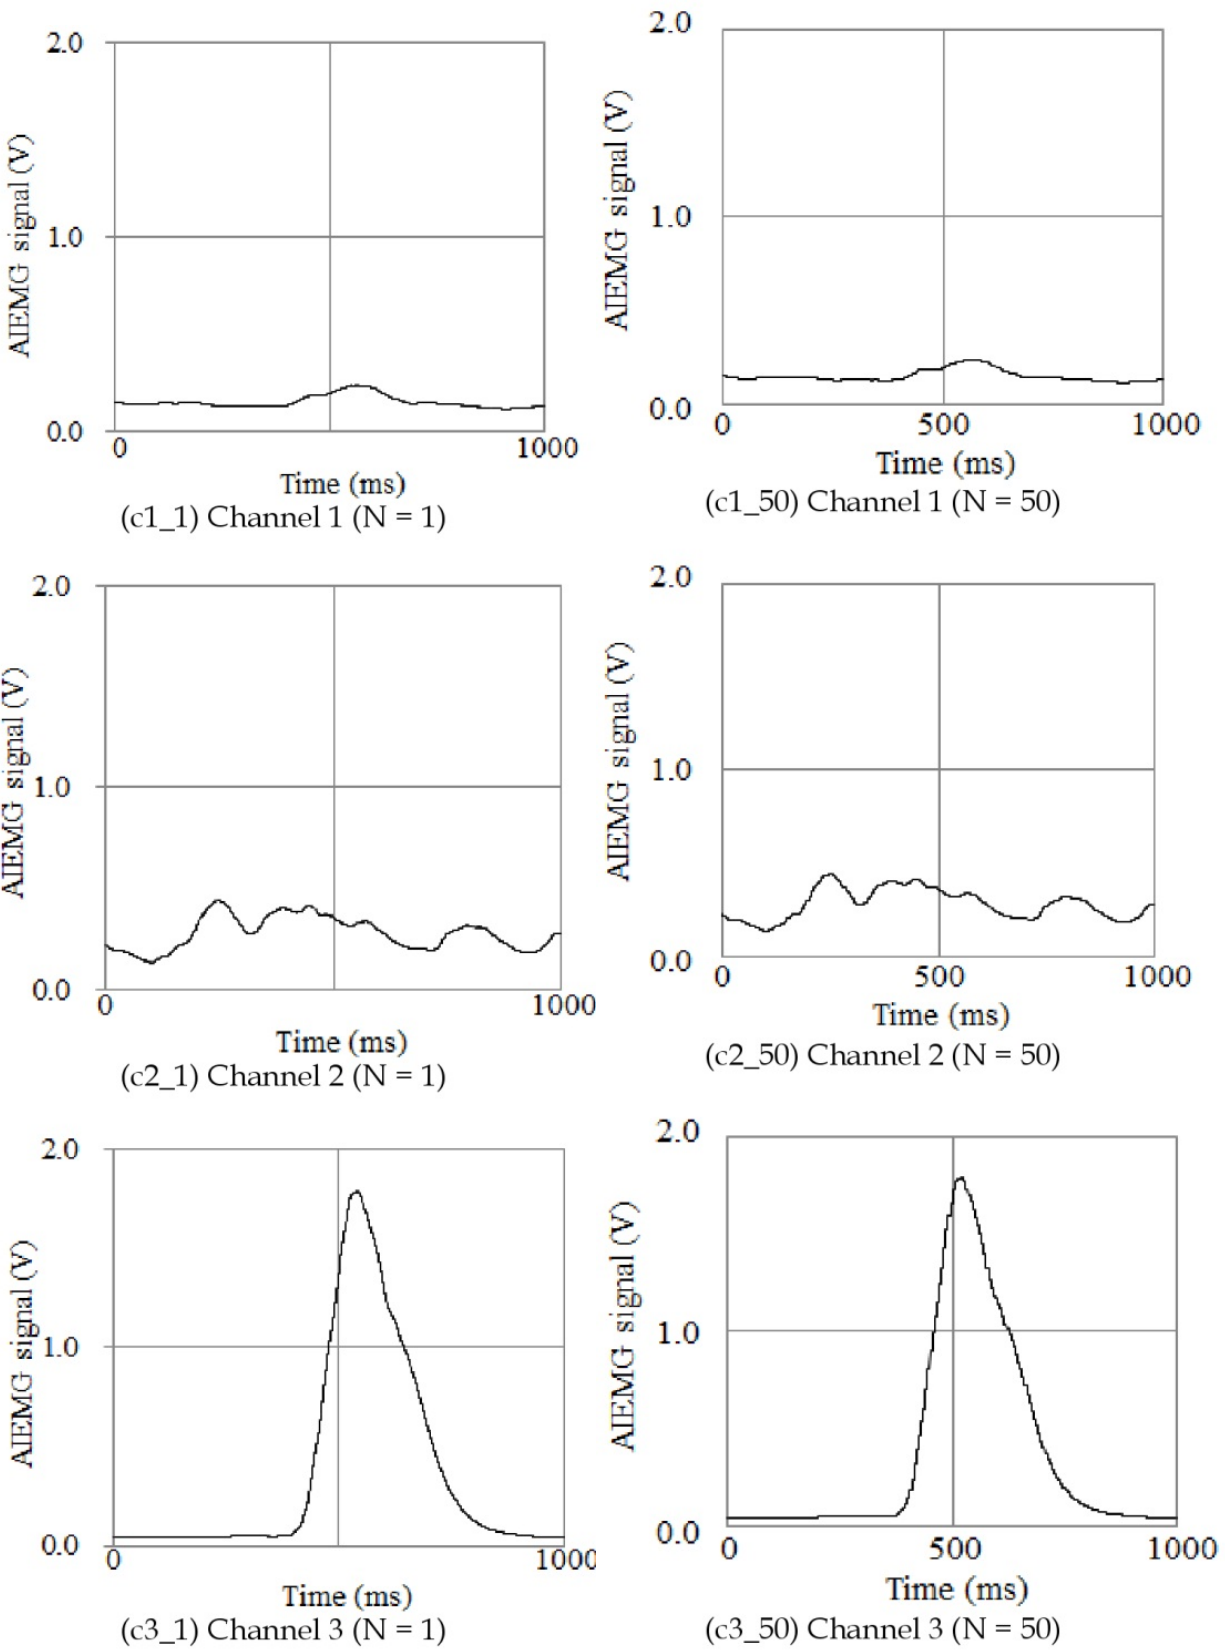 2.0
AIEMG signal (V)
1.0
0.0
0
1000
Time (ms)
(c1_1) Channel 1 (N = 1)
2.0
AIEMG signal (V)
1.0
0.0
0
500
1000
Time (ms)
(c1_50) Channel 1 (N = 50)
2.0
AIEMG signal (V)
1.0
0.0
0
1000
Time (ms)
(c2_1) Channel 2 (N = 1)
2.0
AIEMG signal (V)
1.0
0.0
0
500
1000
Time (ms)
(c2_50) Channel 2 (N = 50)
2.0
AIEMG signal (V)
1.0
0.0
0
1000
Time (ms)
(c3_1) Channel 3 (N = 1)
2.0
AIEMG signal (V)
1.0
0.0
0
500
1000
Time (ms)
(c3_50) Channel 3 (N = 50)